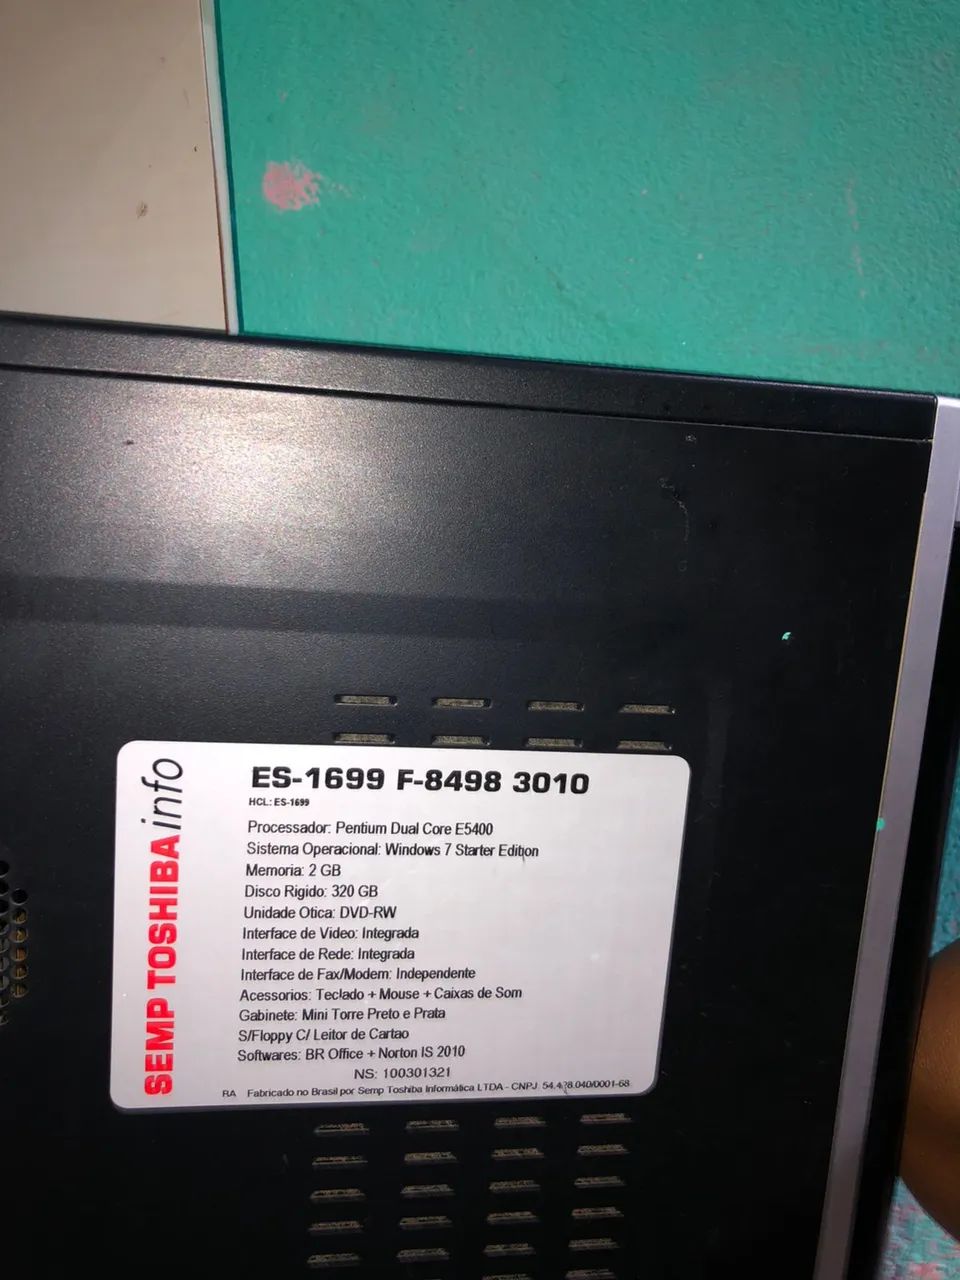 SEMP TOSHIBA info
ES-1699 F-8498 3010
HCL: ES-1699
Processador: Pentium Dual Core E5400
Sistema Operacional: Windows 7 Starter Edition
Memoria: 2 GB
Disco Rigido: 320 GB
Unidade Otica: DVD-RW
Interface de Video: Integrada
Interface de Rede: Integrada
Interface de Fax/Modem: Independente
Acessorios: Teclado + Mouse + Caixas de Som
Gabinete: Mini Torre Preto e Prata
S/Floppy C/ Leitor de Cartao
Softwares: BR Office + Norton IS 2010
NS: 100301321
RA Fabricado no Brasil por Semp Toshiba Informática LTDA - CNPJ